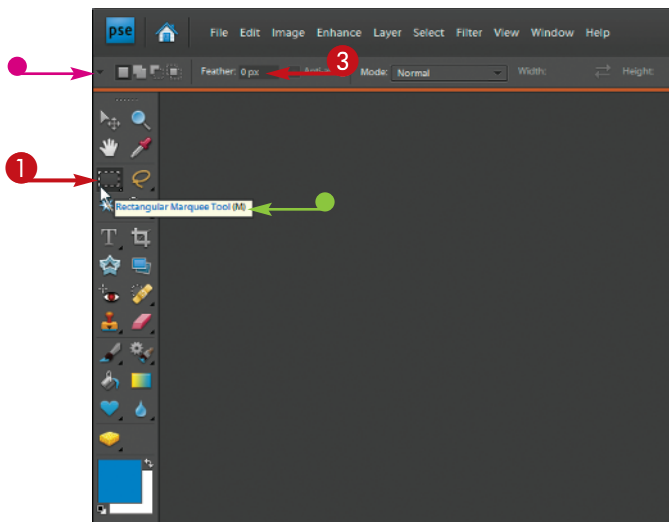 pse File Edit Image Enhance Layer Select Filter View Window Help
Feather: 0 px 3 Mode: Normal Width: Height:
1
Rectangular Marquee Tool (M)
T